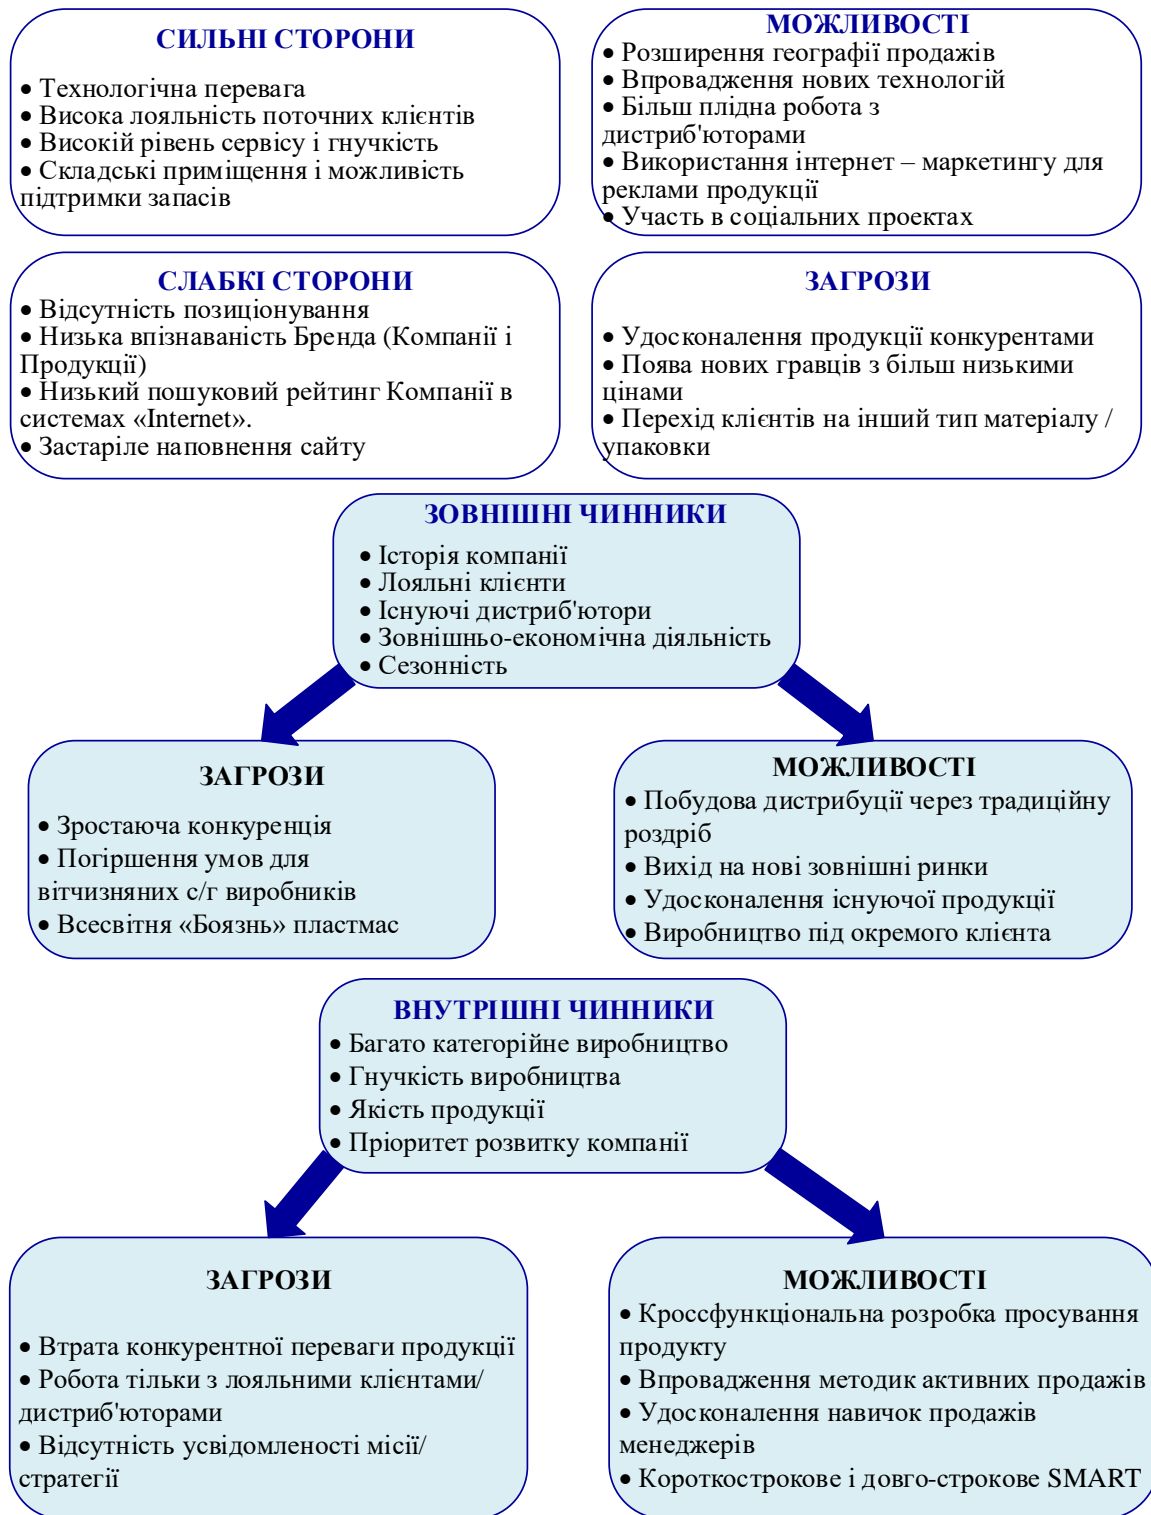 СИЛЬНІ СТОРОНИ
• Технологічна перевага
• Висока лояльність поточних клієнтів
• Високій рівень сервісу і гнучкість
• Складські приміщення і можливість
підтримки запасів
МОЖЛИВОСТІ
• Розширення географії продажів
• Впровадження нових технологій
• Більш плідна робота з
дистриб'юторами
• Використання інтернет – маркетингу для
реклами продукції
• Участь в соціальних проектах
СЛАБКІ СТОРОНИ
• Відсутність позиціонування
• Низька впізнаваність Бренда (Компанії і
Продукції)
• Низький пошуковий рейтинг Компанії в
системах «Internet».
• Застаріле наповнення сайту
ЗАГРОЗИ
• Удосконалення продукції конкурентами
• Поява нових гравців з більш низькими
цінами
• Перехід клієнтів на інший тип матеріалу /
упаковки
ЗОВНІШНІ ЧИННИКИ
• Історія компанії
• Лояльні клієнти
• Існуючі дистриб'ютори
• Зовнішньо-економічна діяльність
• Сезонність
ЗАГРОЗИ
• Зростаюча конкуренція
• Погіршення умов для
вітчизняних с/г виробників
• Всесвітня «Боязнь» пластмас
МОЖЛИВОСТІ
• Побудова дистрибуції через традиційну
роздріб
• Вихід на нові зовнішні ринки
• Удосконалення існуючої продукції
• Виробництво під окремого клієнта
ВНУТРІШНІ ЧИННИКИ
• Багато категорійне виробництво
• Гнучкість виробництва
• Якість продукції
• Пріоритет розвитку компанії
ЗАГРОЗИ
• Втрата конкурентної переваги продукції
• Робота тільки з лояльними клієнтами/
дистриб'юторами
• Відсутність усвідомленості місії/
стратегії
МОЖЛИВОСТІ
• Кроссфункціональна розробка просування
продукту
• Впровадження методик активних продажів
• Удосконалення навичок продажів
менеджерів
• Короткострокове і довго-строкове SMART